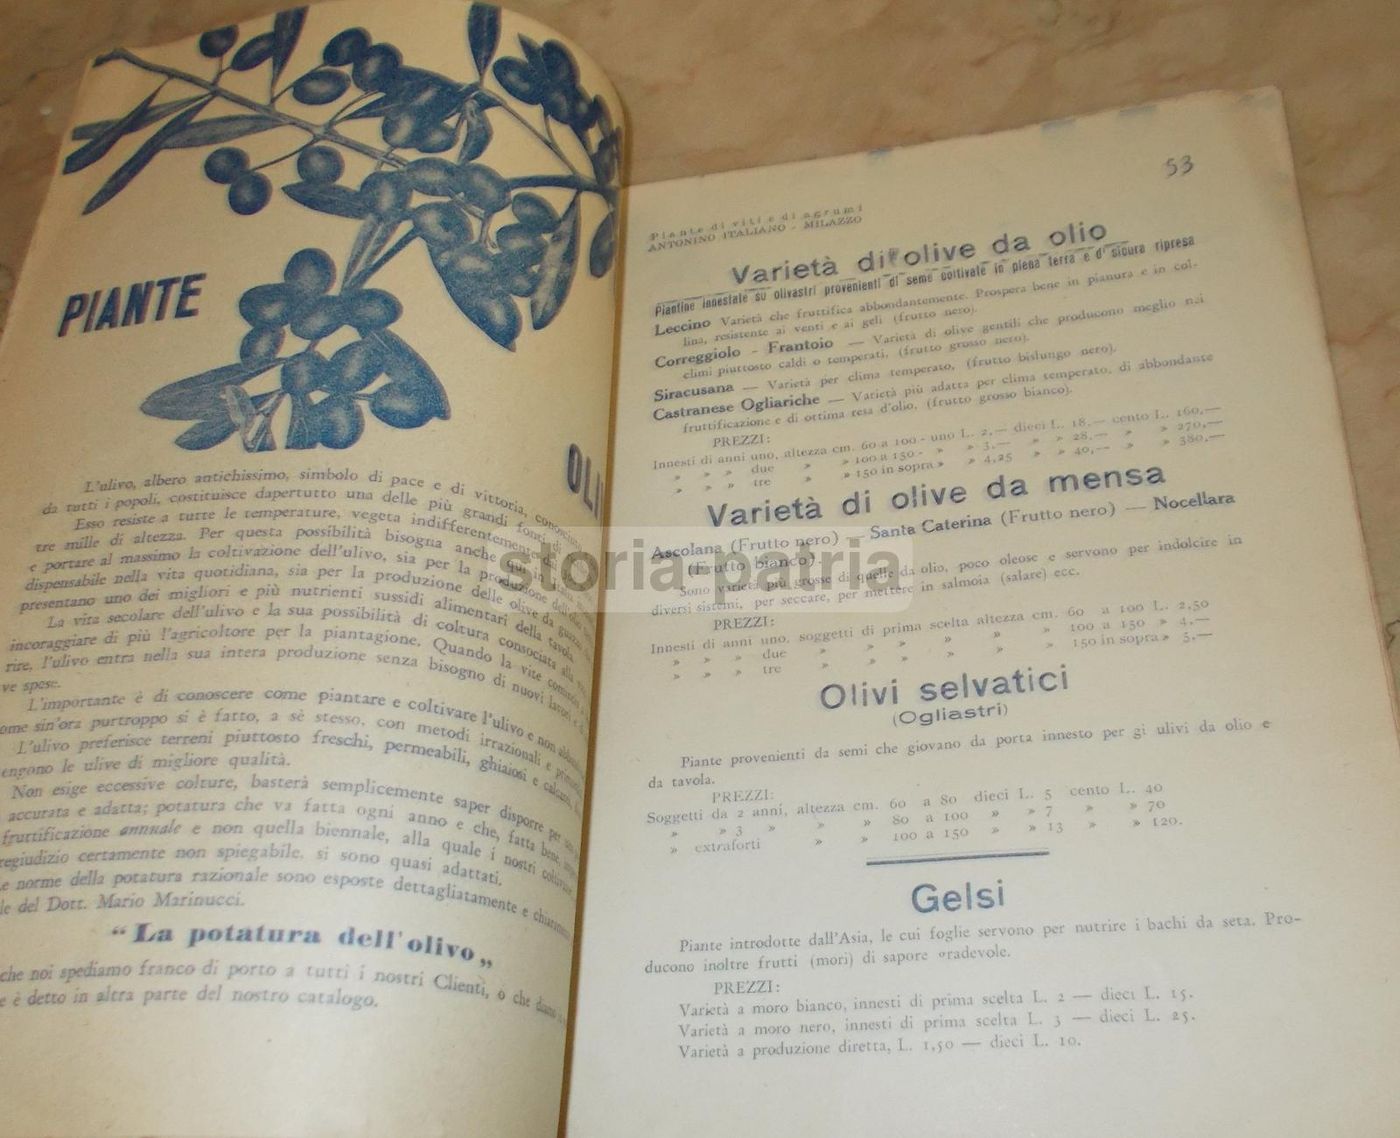 PIANTE
L'ulivo, albero antichissimo, simbolo di pace e di vittoria,
da tutti i popoli, costituisce dapertutto una delle più grandi fonti di
Esso resiste a tutte le temperature, vegeta indifferentemente
tre mille di altezza. Per questa possibilità bisogna anche qui in
e portare al massimo la coltivazione dell'ulivo, sia per la produzione dell'olio
dispensabile nella vita quotidiana, sia per la produzione delle olive da
presentano uno dei migliori e più nutrienti sussidi alimentari della tavola.
La vita secolare dell'ulivo e la sua possibilità di coltura consociata alla
incoraggiare di più l'agricoltore per la piantagione. Quando la vite
rire, l'ulivo entra nella sua intera produzione senza bisogno di nuovi lavori e
ve spese.
L'importante è di conoscere come piantare e coltivare l'ulivo e non
ome sin'ora purtroppo si è fatto, a sè stesso, con metodi irrazionali e
L'ulivo preferisce terreni piuttosto freschi, permeabili, ghiaiosi e
engono le ulive di migliore qualità.
Non esige eccessive colture, basterà semplicemente saper disporre per
accurata e adatta; potatura che va fatta ogni anno e che, fatta bene,
fruttificazione annuale e non quella biennale, alla quale i nostri
regiudizio certamente non spiegabile, si sono quasi adattati.
e norme della potatura razionale sono esposte dettagliatamente e
le del Dott. Mario Marinucci.
“La potatura dell'olivo„
che noi spediamo franco di porto a tutti i nostri Clienti, o che
e è detto in altra parte del nostro catalogo.
53
Piante di viti e di agrumi
ANTONINO ITALIANO - MILAZZO
Varietà di olive da olio
Piantine innestate su olivastri provenienti di seme coltivate in piena terra e d' sicura ripresa
Leccino Varietà che fruttifica abbondantemente. Prospera bene in pianura e in col-
lina, resistente ai venti e ai geli (frutto nero).
Correggiolo - Frantoio — Varietà di olive gentili che producono meglio nei
climi piuttosto caldi o temperati, (frutto grosso nero).
Siracusana — Varietà per clima temperato, (frutto bislungo nero).
Castranese Ogliariche — Varietà più adatta per clima temperato, di abbondante
fruttificazione e di ottima resa d'olio, (frutto grosso bianco).
PREZZI:
Innesti di anni uno, altezza cm. 60 a 100 - uno L. 2,— dieci L. 18.— cento L. 160,—
» » » due » » 100 a 150 - » » 3,— » » 28,— » » 270,—
» » » tre » » 150 in sopra » » 4,25 » » 40,— » » 380,—
Varietà di olive da mensa
Ascolana (Frutto nero) — Santa Caterina (Frutto nero) — Nocellara
(Frutto bianco).
Sono varietà più grosse di quelle da olio, poco oleose e servono per indolcire in
diversi sistemi, per seccare, per mettere in salmoia (salare) ecc.
PREZZI:
Innesti di anni uno, soggetti di prima scelta altezza cm. 60 a 100 L. 2,50
» » » due » » » » » » 100 a 150 » 4,—
» » » tre » » » » » » 150 in sopra » 5,—
Olivi selvatici
(Ogliastri)
Piante provenienti da semi che giovano da porta innesto per gi ulivi da olio e
da tavola.
PREZZI:
Soggetti da 2 anni, altezza cm. 60 a 80 dieci L. 5 cento L. 40
» » 3 » » » 80 a 100 » » 7 » » 70
» extraforti » » 100 a 150 » » 13 » » 120.
Gelsi
Piante introdotte dall'Asia, le cui foglie servono per nutrire i bachi da seta. Pro-
ducono inoltre frutti (mori) di sapore gradevole.
PREZZI:
Varietà a moro bianco, innesti di prima scelta L. 2 — dieci L. 15.
Varietà a moro nero, innesti di prima scelta L. 3 — dieci L. 25.
Varietà a produzione diretta, L. 1,50 — dieci L. 10.
storia-patria